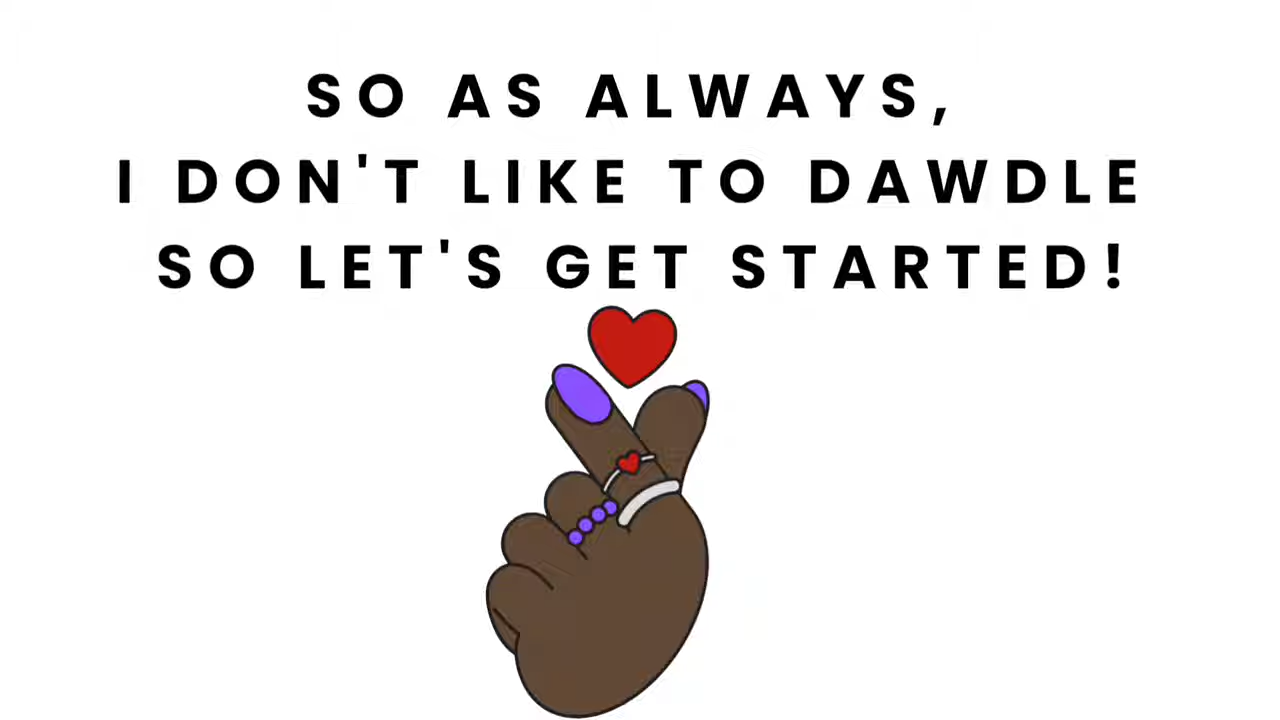 SO AS ALWAYS,
I DON'T LIKE TO DAWDLE
SO LET'S GET STARTED!